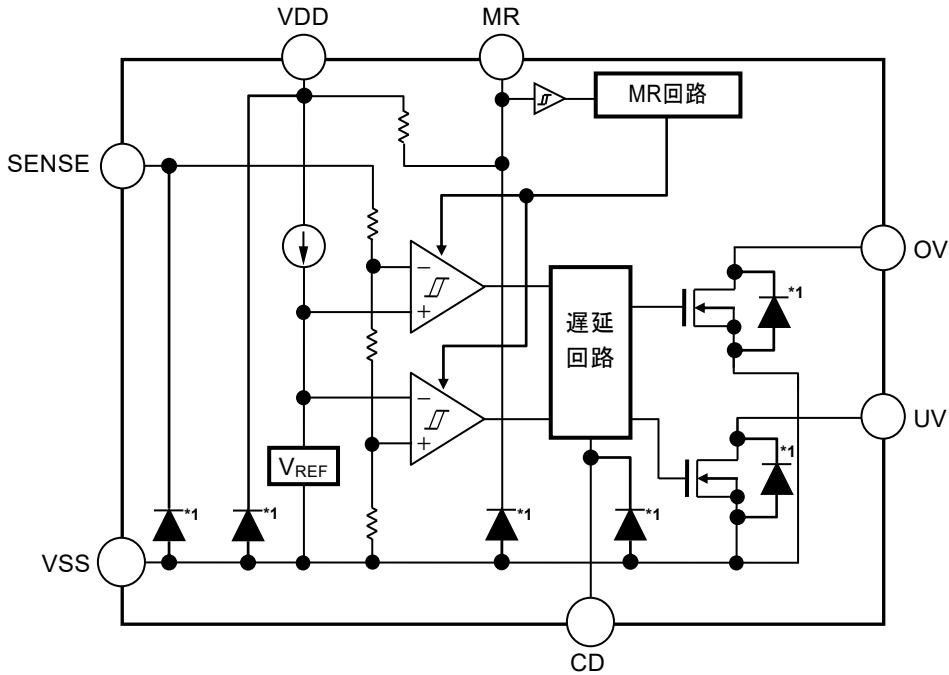 VDD
MR
MR回路
SENSE
OV
−
+
遅延
回路
*1
−
+
UV
VREF
*1
*1
*1
*1
*1
VSS
CD